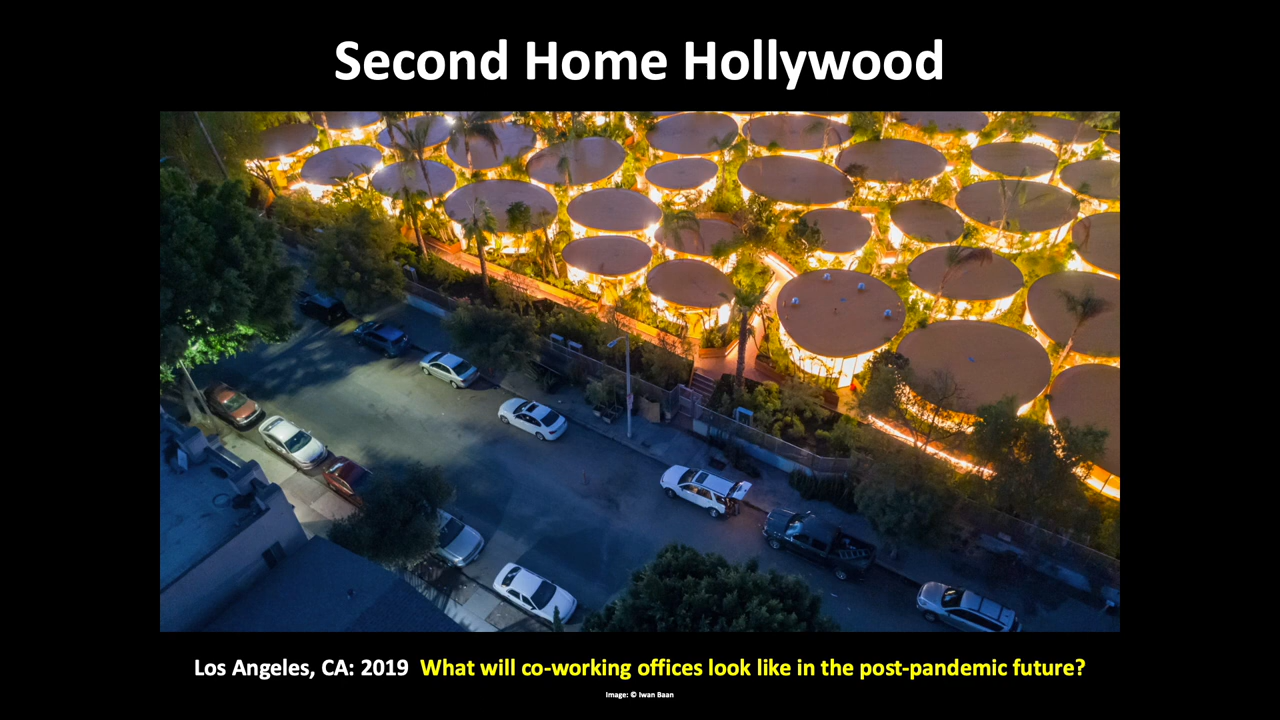 Second Home Hollywood
Los Angeles, CA: 2019 What will co-working offices look like in the post-pandemic future?
Image: © Iwan Baan